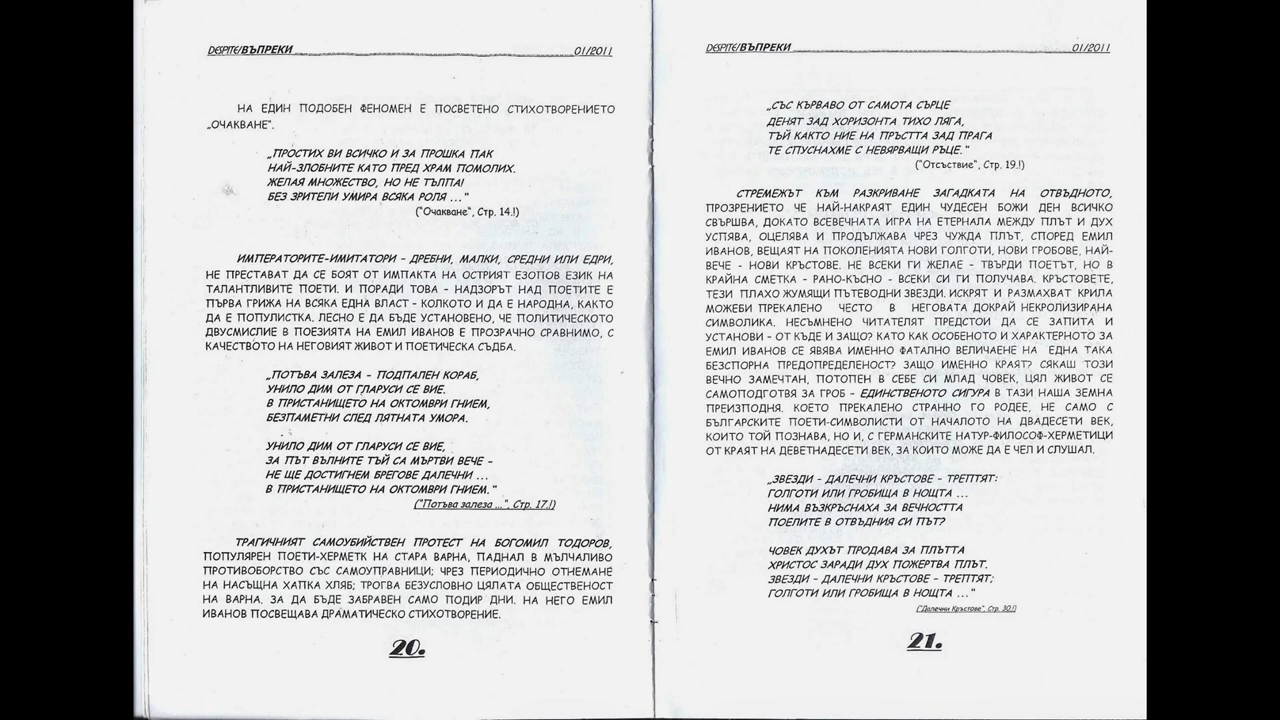 DESPITE/ВЪПРЕКИ 01/2011
НА ЕДИН ПОДОБЕН ФЕНОМЕН Е ПОСВЕТЕНО СТИХОТВОРЕНИЕТО
„ОЧАКВАНЕ“.
„ПРОСТИХ ВИ ВСИЧКО И ЗА ПРОШКА ПАК
НАЙ-ЗЛОБНИТЕ КАТО ПРЕД ХРАМ ПОМОЛИХ.
ЖЕЛАЯ МНОЖЕСТВО, НО НЕ ТЪЛПА!
БЕЗ ЗРИТЕЛИ УМИРА ВСЯКА РОЛЯ ...“
("Очакване", Стр. 14.!)
ИМПЕРАТОРИТЕ-ИМИТАТОРИ - ДРЕБНИ, МАЛКИ, СРЕДНИ ИЛИ ЕДРИ,
НЕ ПРЕСТАВАТ ДА СЕ БОЯТ ОТ ИМПАКТА НА ОСТРИЯТ ЕЗОПОВ ЕЗИК НА
ТАЛАНТЛИВИТЕ ПОЕТИ. И ПОРАДИ ТОВА - НАДЗОРЪТ НАД ПОЕТИТЕ Е
ПЪРВА ГРИЖА НА ВСЯКА ЕДНА ВЛАСТ - КОЛКОТО И ДА Е НАРОДНА, КАКТО
ДА Е ПОПУЛИСТКА. ЛЕСНО Е ДА БЪДЕ УСТАНОВЕНО, ЧЕ ПОЛИТИЧЕСКОТО
ДВУСМИСЛИЕ В ПОЕЗИЯТА НА ЕМИЛ ИВАНОВ Е ПРОЗРАЧНО СРАВНИМО, С
КАЧЕСТВОТО НА НЕГОВИЯТ ЖИВОТ И ПОЕТИЧЕСКА СЪДБА.
„ПОТЪВА ЗАЛЕЗА - ПОДПАЛЕН КОРАБ,
УНИЛО ДИМ ОТ ГЛАРУСИ СЕ ВИЕ.
В ПРИСТАНИЩЕТО НА ОКТОМВРИ ГНИЕМ,
БЕЗПАМЕТНИ СЛЕД ЛЯТНАТА УМОРА.
УНИЛО ДИМ ОТ ГЛАРУСИ СЕ ВИЕ,
ЗА ПЪТ ВЪЛНИТЕ ТЪЙ СА МЪРТВИ ВЕЧЕ -
НЕ ЩЕ ДОСТИГНЕМ БРЕГОВЕ ДАЛЕЧНИ ...
В ПРИСТАНИЩЕТО НА ОКТОМВРИ ГНИЕМ.“
("Потъва залеза ...", Стр. 17.!)
ТРАГИЧНИЯТ САМОУБИЙСТВЕН ПРОТЕСТ НА БОГОМИЛ ТОДОРОВ,
ПОПУЛЯРЕН ПОЕТИ-ХЕРМЕТК НА СТАРА ВАРНА, ПАДНАЛ В МЪЛЧАЛИВО
ПРОТИВОБОРСТВО СЪС САМОУПРАВНИЦИ; ЧРЕЗ ПЕРИОДИЧНО ОТНЕМАНЕ
НА НАСЪЩНА ХАПКА ХЛЯБ; ТРОГВА БЕЗУСЛОВНО ЦЯЛАТА ОБЩЕСТВЕНОСТ
НА ВАРНА. ЗА ДА БЪДЕ ЗАБРАВЕН САМО ПОДИР ДНИ. НА НЕГО ЕМИЛ
ИВАНОВ ПОСВЕЩАВА ДРАМАТИЧЕСКО СТИХОТВОРЕНИЕ.
20.
DESPITE/ВЪПРЕКИ 01/2011
„СЪС КЪРВАВО ОТ САМОТА СЪРЦЕ
ДЕНЯТ ЗАД ХОРИЗОНТА ТИХО ЛЯГА,
ТЪЙ КАКТО НИЕ НА ПРЪСТТА ЗАД ПРАГА
ТЕ СПУСНАХМЕ С НЕВЯРВАЩИ РЪЦЕ.“
("Отсъствие", Стр. 19.!)
СТРЕМЕЖЪТ КЪМ РАЗКРИВАНЕ ЗАГАДКАТА НА ОТВЪДНОТО,
ПРОЗРЕНИЕТО ЧЕ НАЙ-НАКРАЯТ ЕДИН ЧУДЕСЕН БОЖИ ДЕН ВСИЧКО
СВЪРШВА, ДОКАТО ВСЕВЕЧНАТА ИГРА НА ЕТЕРНАЛА МЕЖДУ ПЛЪТ И ДУХ
УСПЯВА, ОЦЕЛЯВА И ПРОДЪЛЖАВА ЧРЕЗ ЧУЖДА ПЛЪТ, СПОРЕД ЕМИЛ
ИВАНОВ, ВЕЩАЯТ НА ПОКОЛЕНИЯТА НОВИ ГОЛГОТИ, НОВИ ГРОБОВЕ, НАЙ-
ВЕЧЕ - НОВИ КРЪСТОВЕ. НЕ ВСЕКИ ГИ ЖЕЛАЕ - ТВЪРДИ ПОЕТЪТ, НО В
КРАЙНА СМЕТКА - РАНО-КЪСНО - ВСЕКИ СИ ГИ ПОЛУЧАВА. КРЪСТОВЕТЕ,
ТЕЗИ ПЛАХО ЖУМЯЩИ ПЪТЕВОДНИ ЗВЕЗДИ. ИСКРЯТ И РАЗМАХВАТ КРИЛА
МОЖЕБИ ПРЕКАЛЕНО ЧЕСТО В НЕГОВАТА ДОКРАЙ НЕКРОЛИЗИРАНА
СИМВОЛИКА. НЕСЪМНЕНО ЧИТАТЕЛЯТ ПРЕДСТОИ ДА СЕ ЗАПИТА И
УСТАНОВИ - ОТ КЪДЕ И ЗАЩО? КАТО КАК ОСОБЕНОТО И ХАРАКТЕРНОТО ЗА
ЕМИЛ ИВАНОВ СЕ ЯВЯВА ИМЕННО ФАТАЛНО ВЕЛИЧАЕНЕ НА ЕДНА ТАКА
БЕЗСПОРНА ПРЕДОПРЕДЕЛЕНОСТ? ЗАЩО ИМЕННО КРАЯТ? СЯКАШ ТОЗИ
ВЕЧНО ЗАМЕЧТАН, ПОТОПЕН В СЕБЕ СИ МЛАД ЧОВЕК, ЦЯЛ ЖИВОТ СЕ
САМОПОДГОТВЯ ЗА ГРОБ - ЕДИНСТВЕНОТО СИГУРА В ТАЗИ НАША ЗЕМНА
ПРЕИЗПОДНЯ. КОЕТО ПРЕКАЛЕНО СТРАННО ГО РОДЕЕ, НЕ САМО С
БЪЛГАРСКИТЕ ПОЕТИ-СИМВОЛИСТИ ОТ НАЧАЛОТО НА ДВАДЕСЕТИ ВЕК,
КОИТО ТОЙ ПОЗНАВА, НО И, С ГЕРМАНСКИТЕ НАТУР-ФИЛОСОФ-ХЕРМЕТИЦИ
ОТ КРАЯТ НА ДЕВЕТНАДЕСЕТИ ВЕК, ЗА КОИТО МОЖЕ ДА Е ЧЕЛ И СЛУШАЛ.
„ЗВЕЗДИ - ДАЛЕЧНИ КРЪСТОВЕ - ТРЕПТЯТ:
ГОЛГОТИ ИЛИ ГРОБИЩА В НОЩТА ...
НИМА ВЪЗКРЪСНАХА ЗА ВЕЧНОСТТА
ПОЕЛИТЕ В ОТВЪДНИЯ СИ ПЪТ?
ЧОВЕК ДУХЪТ ПРОДАВА ЗА ПЛЪТТА
ХРИСТОС ЗАРАДИ ДУХ ПОЖЕРТВА ПЛЪТ.
ЗВЕЗДИ - ДАЛЕЧНИ КРЪСТОВЕ - ТРЕПТЯТ;
ГОЛГОТИ ИЛИ ГРОБИЩА В НОЩТА ...“
("Далечни Кръстове", Стр. 30.!)
21.